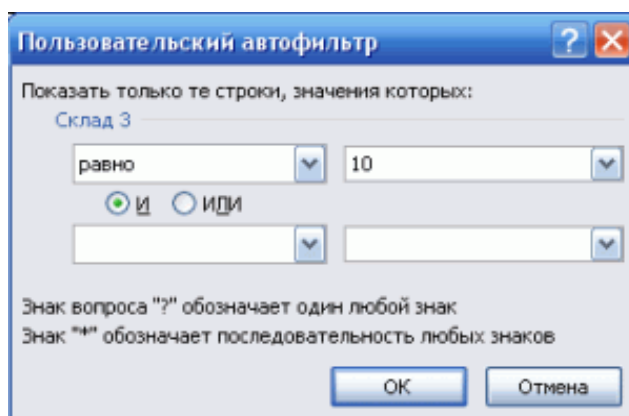 Пользовательский автофильтр
Показать только те строки, значения которых:
Склад 3
равно 10
И ИЛИ
Знак вопроса "?" обозначает один любой знак
Знак "*" обозначает последовательность любых знаков
ОК Отмена